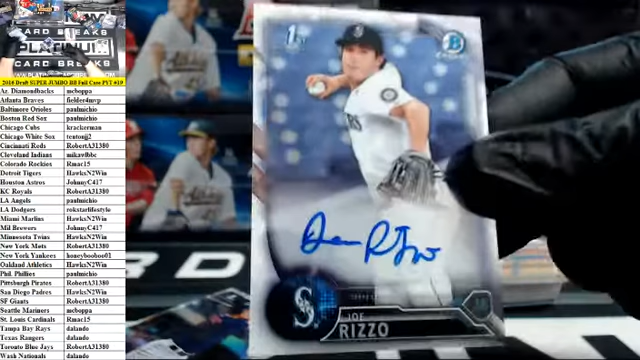 CARD BREAKS
PLATINUM
CARD BREAKS
2016 Draft SUPER JUMBO BB Full Case PYT #19
Az. Diamondbacks mcboppa
Atlanta Braves fielder4mvp
Baltimore Orioles paulmichio
Boston Red Sox paulmichio
Chicago Cubs krackerman
Chicago White Sox tentonjj2
Cincinnati Reds RobertA31380
Cleveland Indians mikavlbbc
Colorado Rockies Rmac15
Detroit Tigers HawksN2Win
Houston Astros JohnnyC417
KC Royals RobertA31380
LA Angels paulmichio
LA Dodgers rokstarlifestyle
Miami Marlins HawksN2Win
Mil Brewers JohnnyC417
Minnesota Twins HawksN2Win
New York Mets RobertA31380
New York Yankees honeybooboo01
Oakland Athletics HawksN2Win
Phil. Phillies paulmichio
Pittsburgh Pirates RobertA31380
San Diego Padres HawksN2Win
SF Giants RobertA31380
Seattle Mariners mcboppa
St. Louis Cardinals Rmac15
Tampa Bay Rays dalando
Texas Rangers dalando
Toronto Blue Jays RobertA31380
Wash Nationals dalando
1st
B
JOE
RIZZO